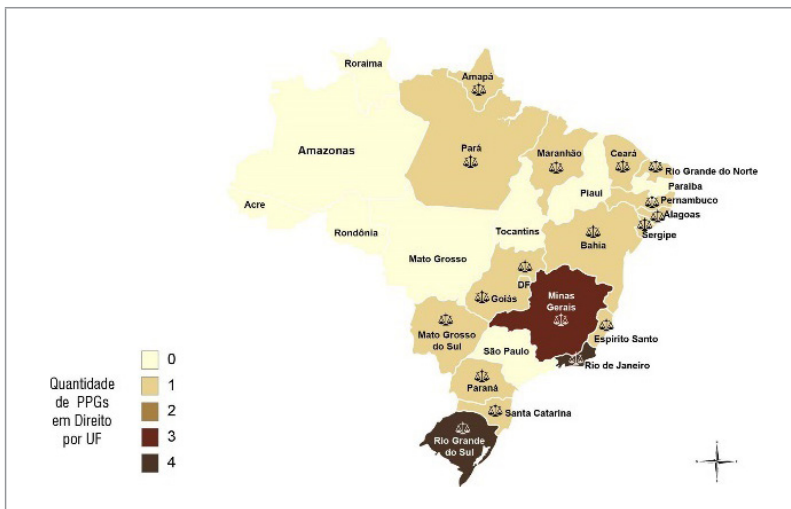 Roraima
Amapá
Amazonas
Pará
Maranhão
Ceará
Rio Grande do Norte
Paraíba
Piauí
Pernambuco
Alagoas
Sergipe
Acre
Rondônia
Tocantins
Bahia
Mato Grosso
DF
Goiás
Minas
Gerais
Mato Grosso
do Sul
São Paulo
Espírito Santo
Rio de Janeiro
Paraná
Santa Catarina
Rio Grande
do Sul
Quantidade
de PPGs
em Direito
por UF
0
1
2
3
4